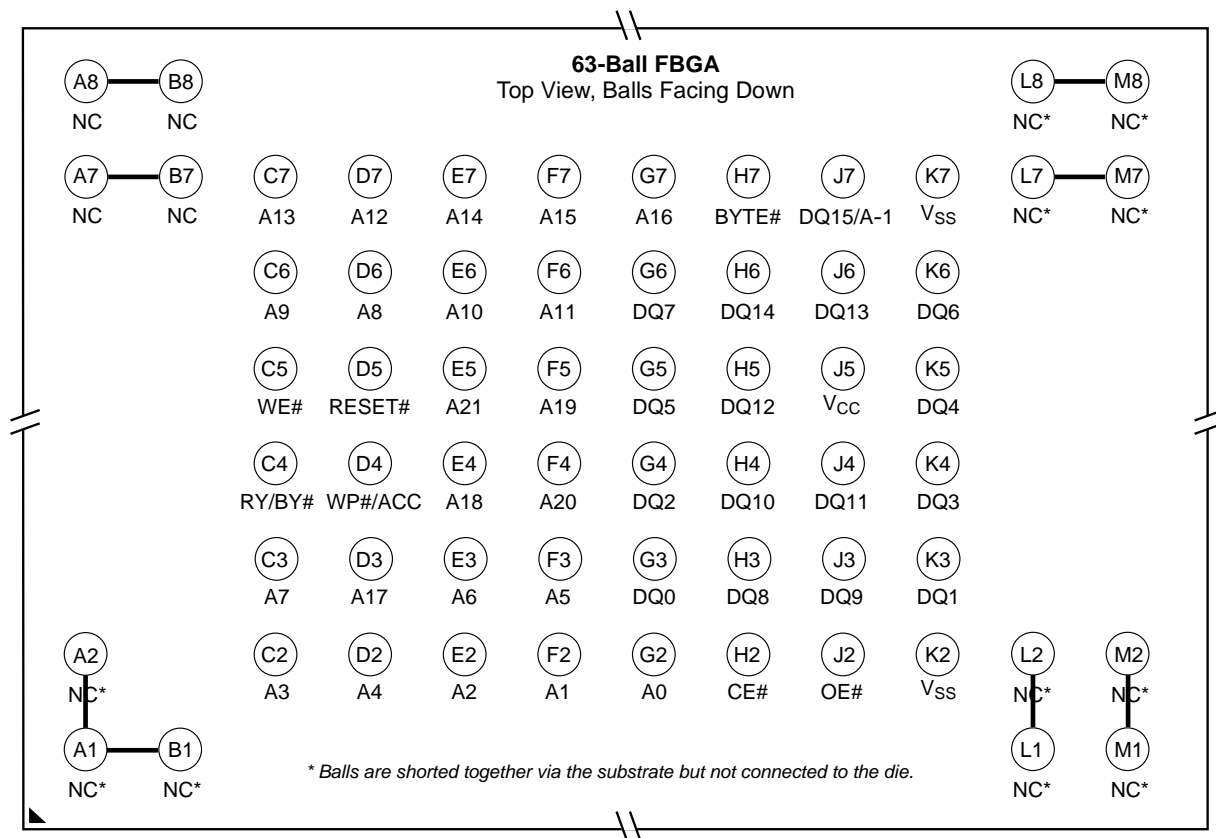 63-Ball FBGA
Top View, Balls Facing Down
A8 B8 L8 M8
NC NC NC* NC*
A7 B7 C7 D7 E7 F7 G7 H7 J7 K7 L7 M7
NC NC A13 A12 A14 A15 A16 BYTE# DQ15/A-1 VSS NC* NC*
C6 D6 E6 F6 G6 H6 J6 K6
A9 A8 A10 A11 DQ7 DQ14 DQ13 DQ6
C5 D5 E5 F5 G5 H5 J5 K5
WE# RESET# A21 A19 DQ5 DQ12 VCC DQ4
C4 D4 E4 F4 G4 H4 J4 K4
RY/BY# WP#/ACC A18 A20 DQ2 DQ10 DQ11 DQ3
C3 D3 E3 F3 G3 H3 J3 K3
A7 A17 A6 A5 DQ0 DQ8 DQ9 DQ1
A2 C2 D2 E2 F2 G2 H2 J2 K2 L2 M2
NC* A3 A4 A2 A1 A0 CE# OE# VSS NC* NC*
A1 B1 L1 M1
* Balls are shorted together via the substrate but not connected to the die.
NC* NC* NC* NC*